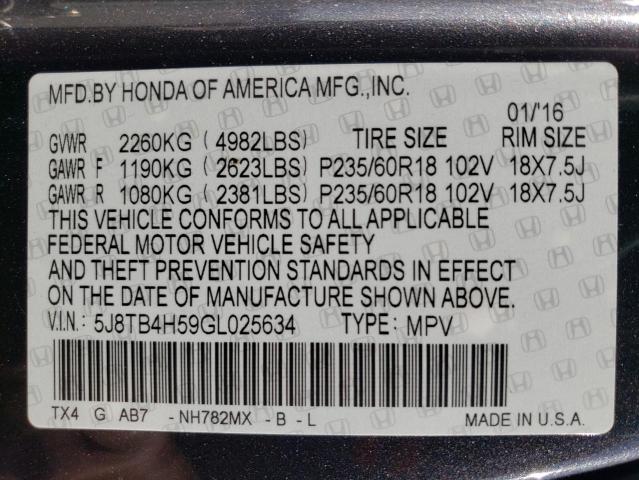 MFD.BY HONDA OF AMERICA MFG.,INC.
01/'16
GVWR 2260KG (4982LBS) TIRE SIZE RIM SIZE
GAWR F 1190KG (2623LBS) P235/60R18 102V 18X7.5J
GAWR R 1080KG (2381LBS) P235/60R18 102V 18X7.5J
THIS VEHICLE CONFORMS TO ALL APPLICABLE
FEDERAL MOTOR VEHICLE SAFETY
AND THEFT PREVENTION STANDARDS IN EFFECT
ON THE DATE OF MANUFACTURE SHOWN ABOVE.
V.I.N: 5J8TB4H59GL025634 TYPE: MPV
TX4 G AB7 -NH782MX -B -L MADE IN U.S.A.